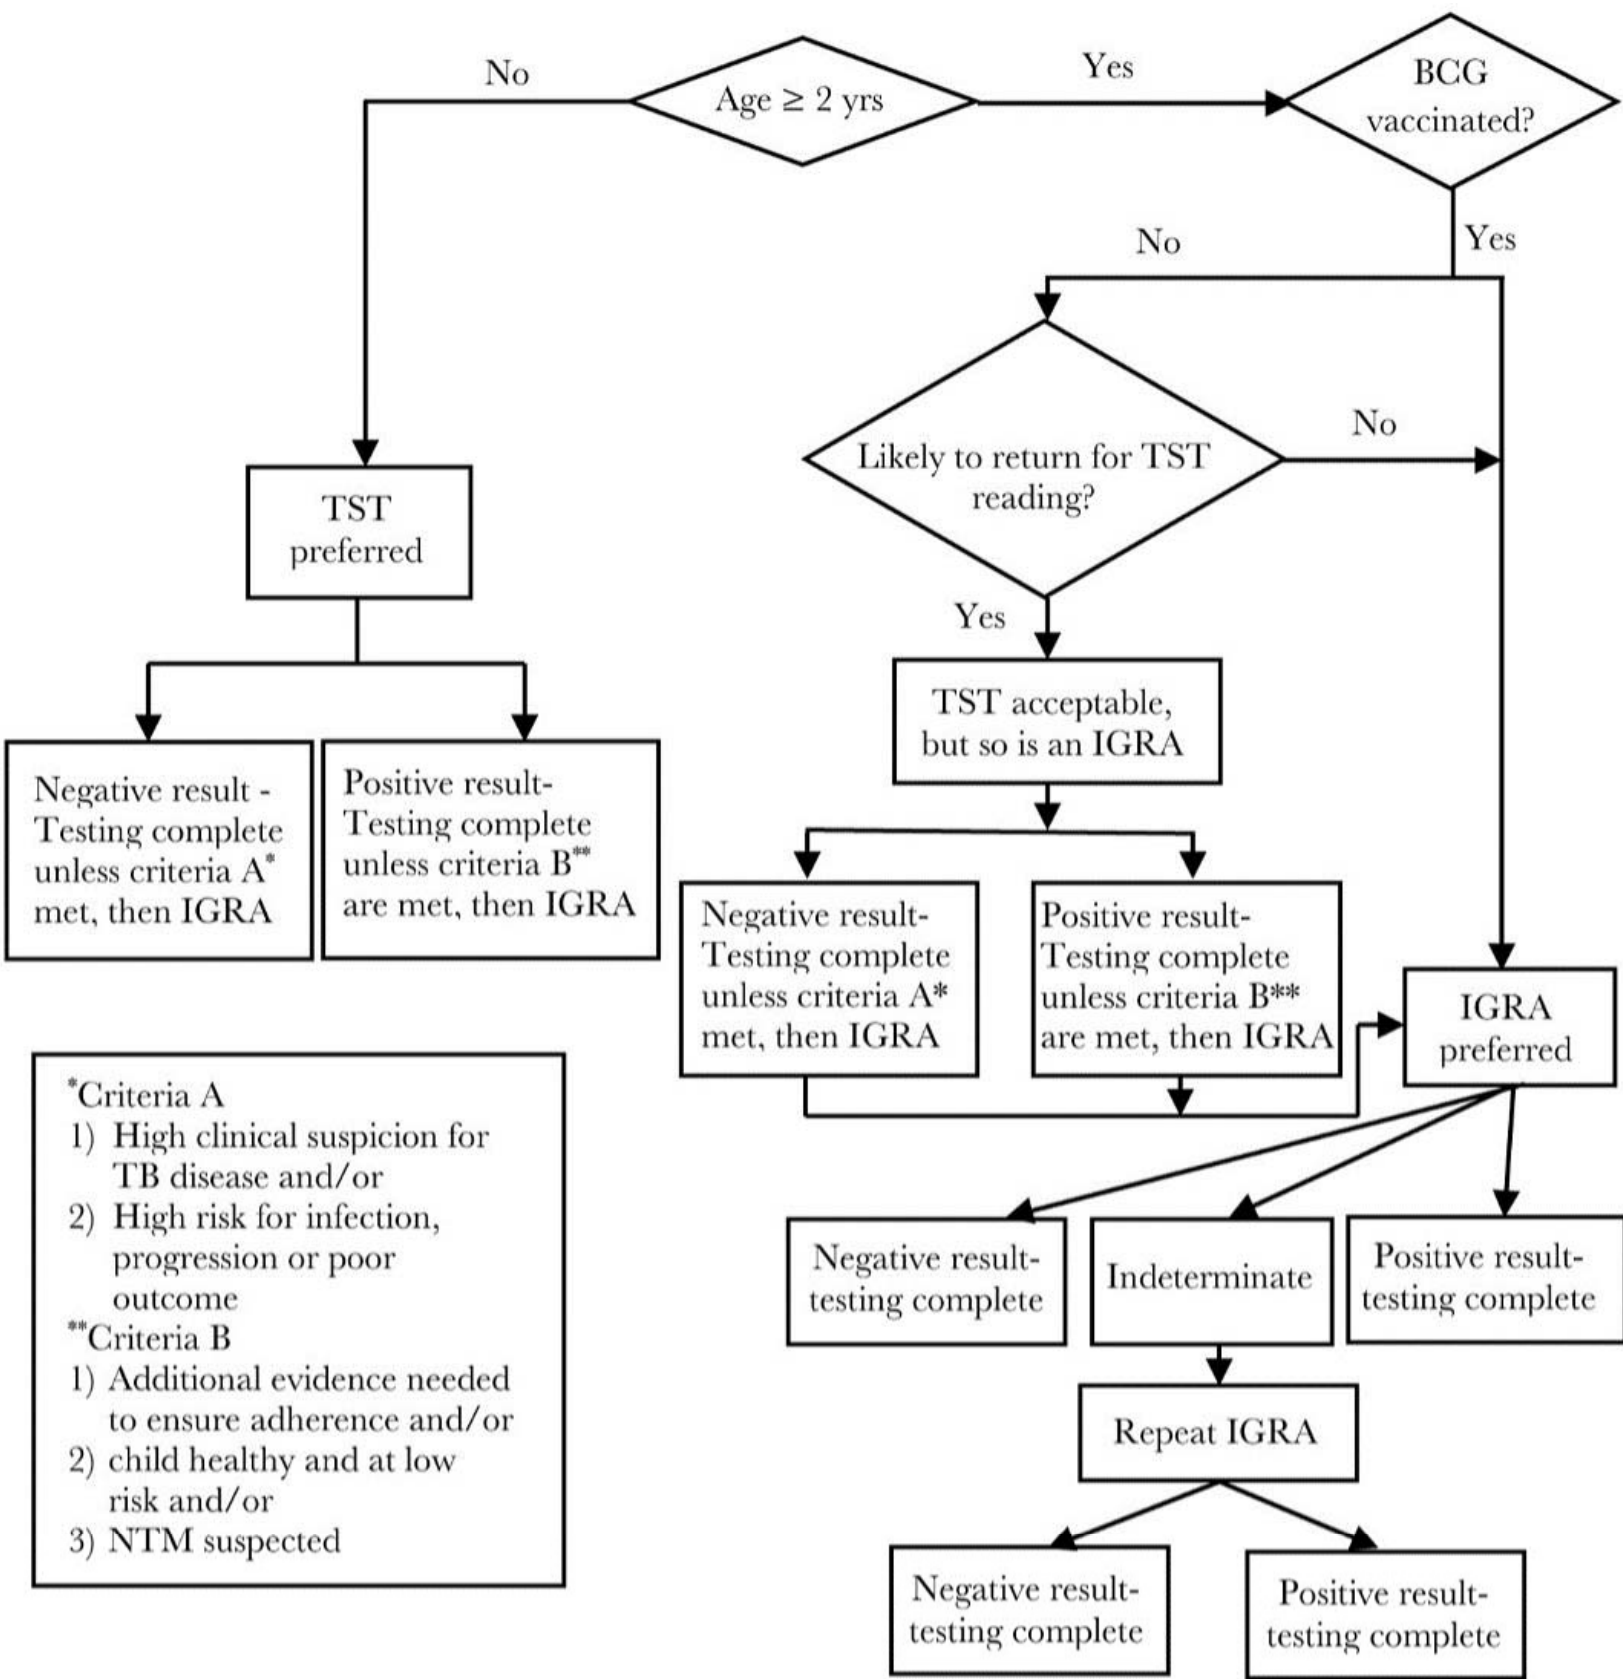 No
Age ≥ 2 yrs
Yes
BCG
vaccinated?
No
Yes
Likely to return for TST
reading?
No
Yes
TST
preferred
Negative result -
Testing complete
unless criteria A*
met, then IGRA
Positive result-
Testing complete
unless criteria B**
are met, then IGRA
TST acceptable,
but so is an IGRA
Negative result-
Testing complete
unless criteria A*
met, then IGRA
Positive result-
Testing complete
unless criteria B**
are met, then IGRA
IGRA
preferred
*Criteria A
1) High clinical suspicion for
TB disease and/or
2) High risk for infection,
progression or poor
outcome
**Criteria B
1) Additional evidence needed
to ensure adherence and/or
2) child healthy and at low
risk and/or
3) NTM suspected
Negative result-
testing complete
Indeterminate
Positive result-
testing complete
Repeat IGRA
Negative result-
testing complete
Positive result-
testing complete